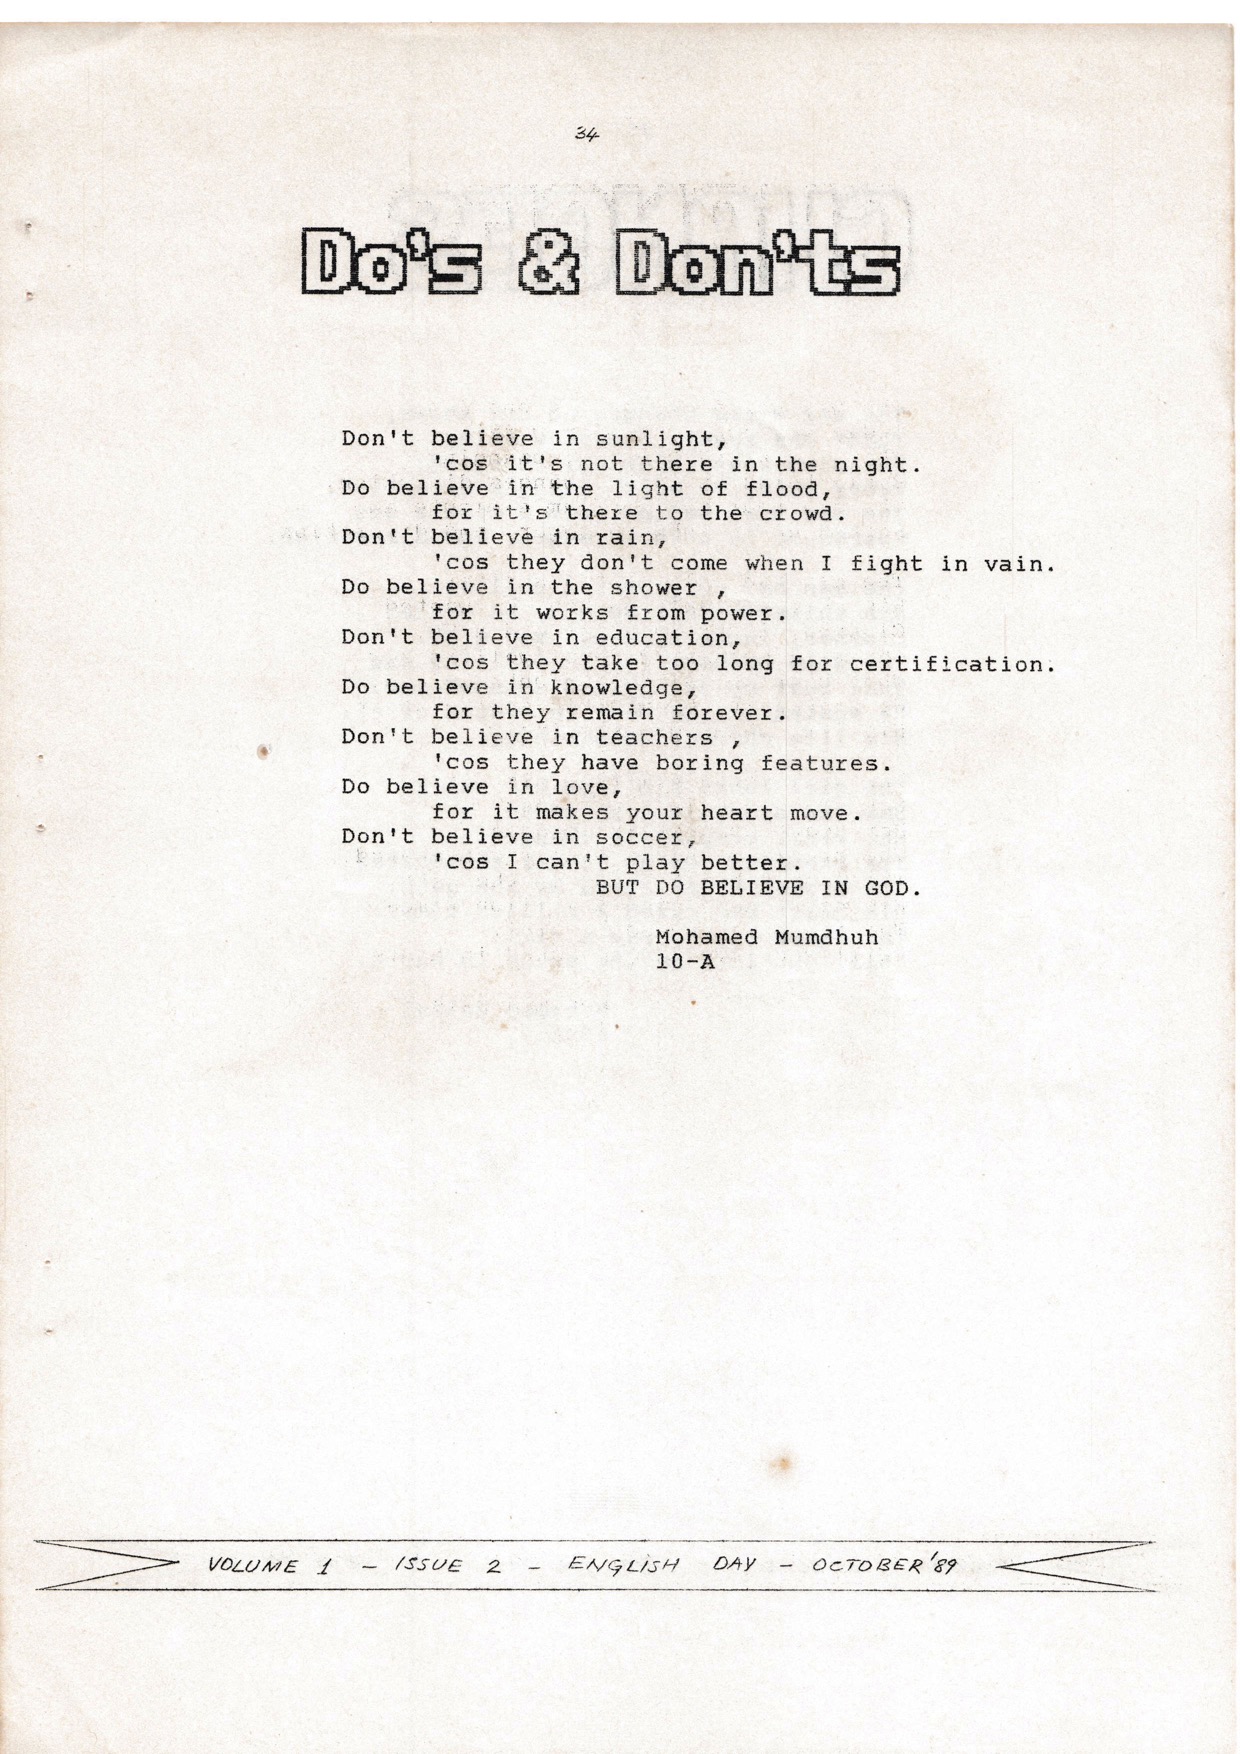 34
Do's & Don'ts
Don't believe in sunlight,
'cos it's not there in the night.
Do believe in the light of flood,
for it's there to the crowd.
Don't believe in rain,
'cos they don't come when I fight in vain.
Do believe in the shower ,
for it works from power.
Don't believe in education,
'cos they take too long for certification.
Do believe in knowledge,
for they remain forever.
Don't believe in teachers ,
'cos they have boring features.
Do believe in love,
for it makes your heart move.
Don't believe in soccer,
'cos I can't play better.
BUT DO BELIEVE IN GOD.
Mohamed Mumdhuh
10-A
VOLUME 1 - ISSUE 2 - ENGLISH DAY - OCTOBER '89